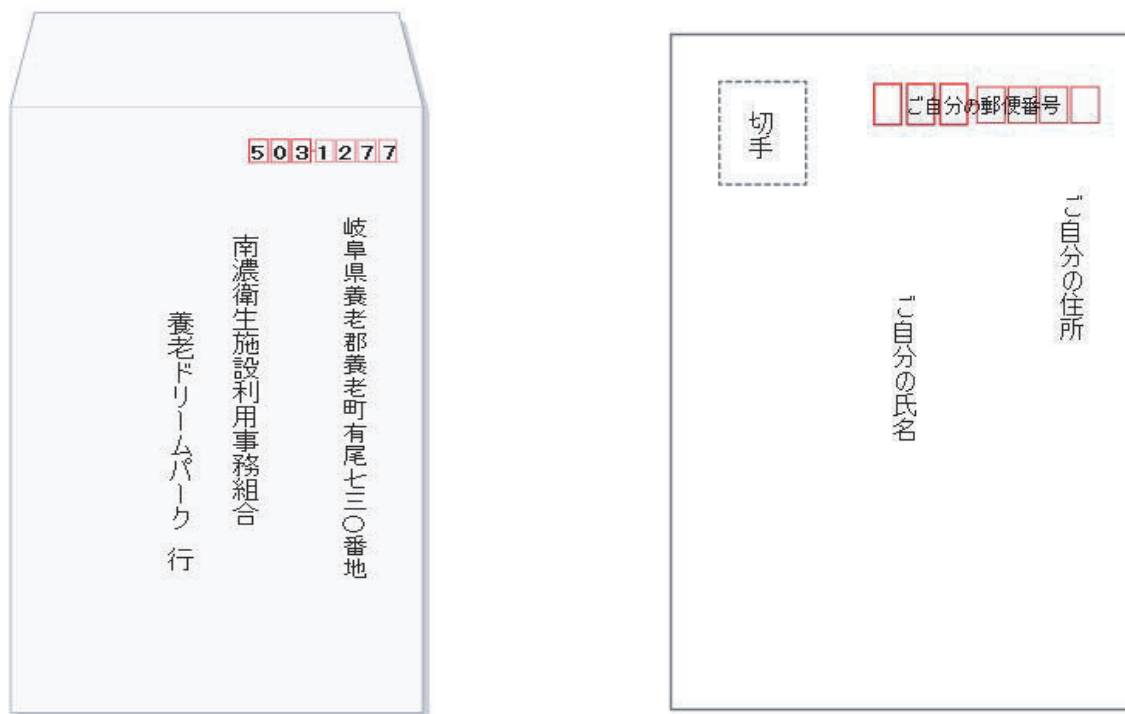 5031277
岐阜県養老郡養老町有尾七三〇番地
南濃衛生施設利用事務組合
養老ドリームパーク 行
切手
ご自分の郵便番号
ご自分の住所
ご自分の氏名